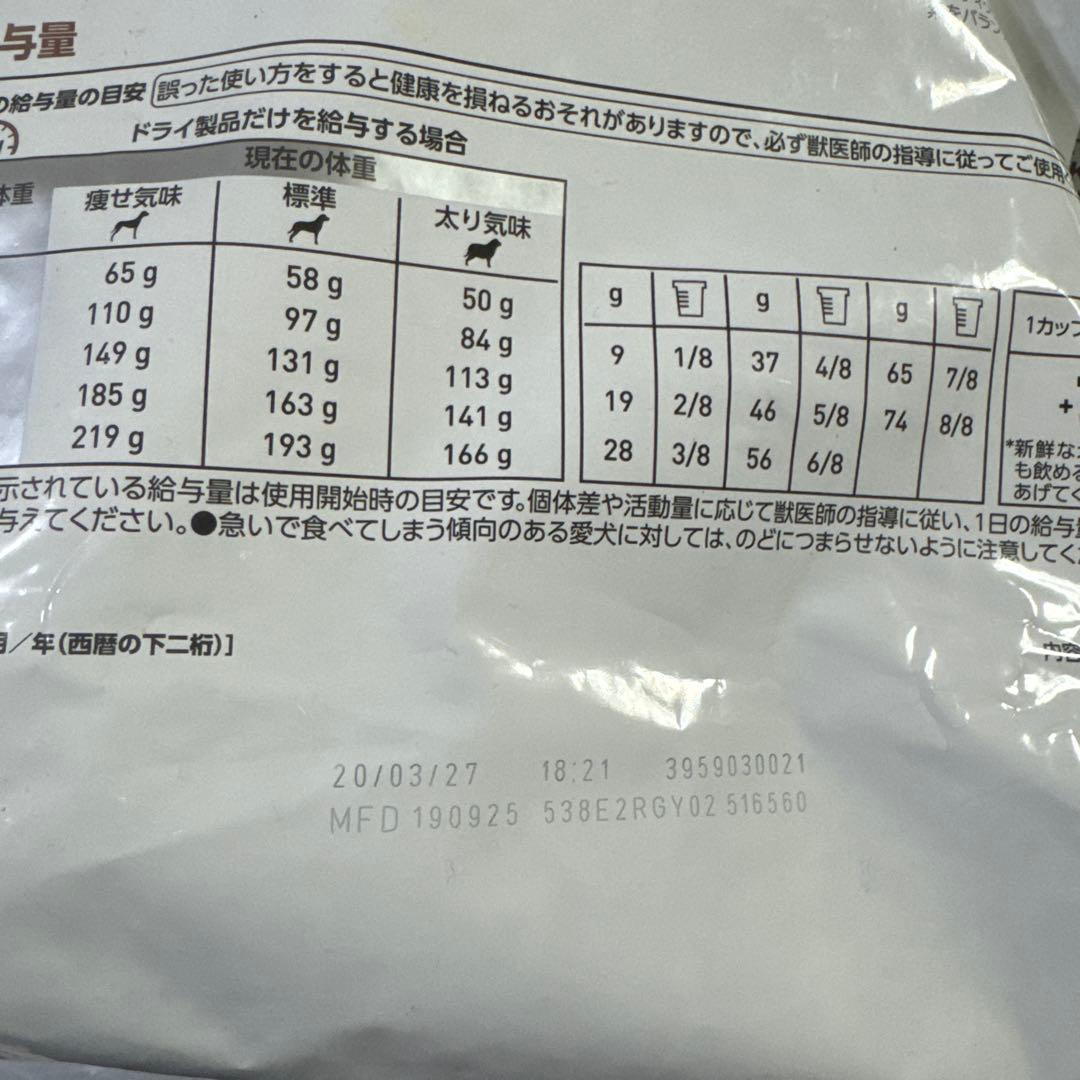 与量
の給与量の目安 誤った使い方をすると健康を損ねるおそれがありますので、必ず獣医師の指導に従ってご使用
ドライ製品だけを給与する場合
現在の体重
体重 痩せ気味 標準 太り気味
65 g 58 g 50 g
110 g 97 g 84 g
149 g 131 g 113 g
185 g 163 g 141 g
219 g 193 g 166 g
g g g
9 1/8 37 4/8 65 7/8
19 2/8 46 5/8 74 8/8
28 3/8 56 6/8
1カップ
+
*新鮮な
も飲める
あげてく
示されている給与量は使用開始時の目安です。個体差や活動量に応じて獣医師の指導に従い、1日の給与量
与えてください。●急いで食べてしまう傾向のある愛犬に対しては、のどにつまらせないように注意してく
月/年(西暦の下二桁)]
内容
20/03/27 18:21 3959030021
MFD 190925 538E2RGY02 516560